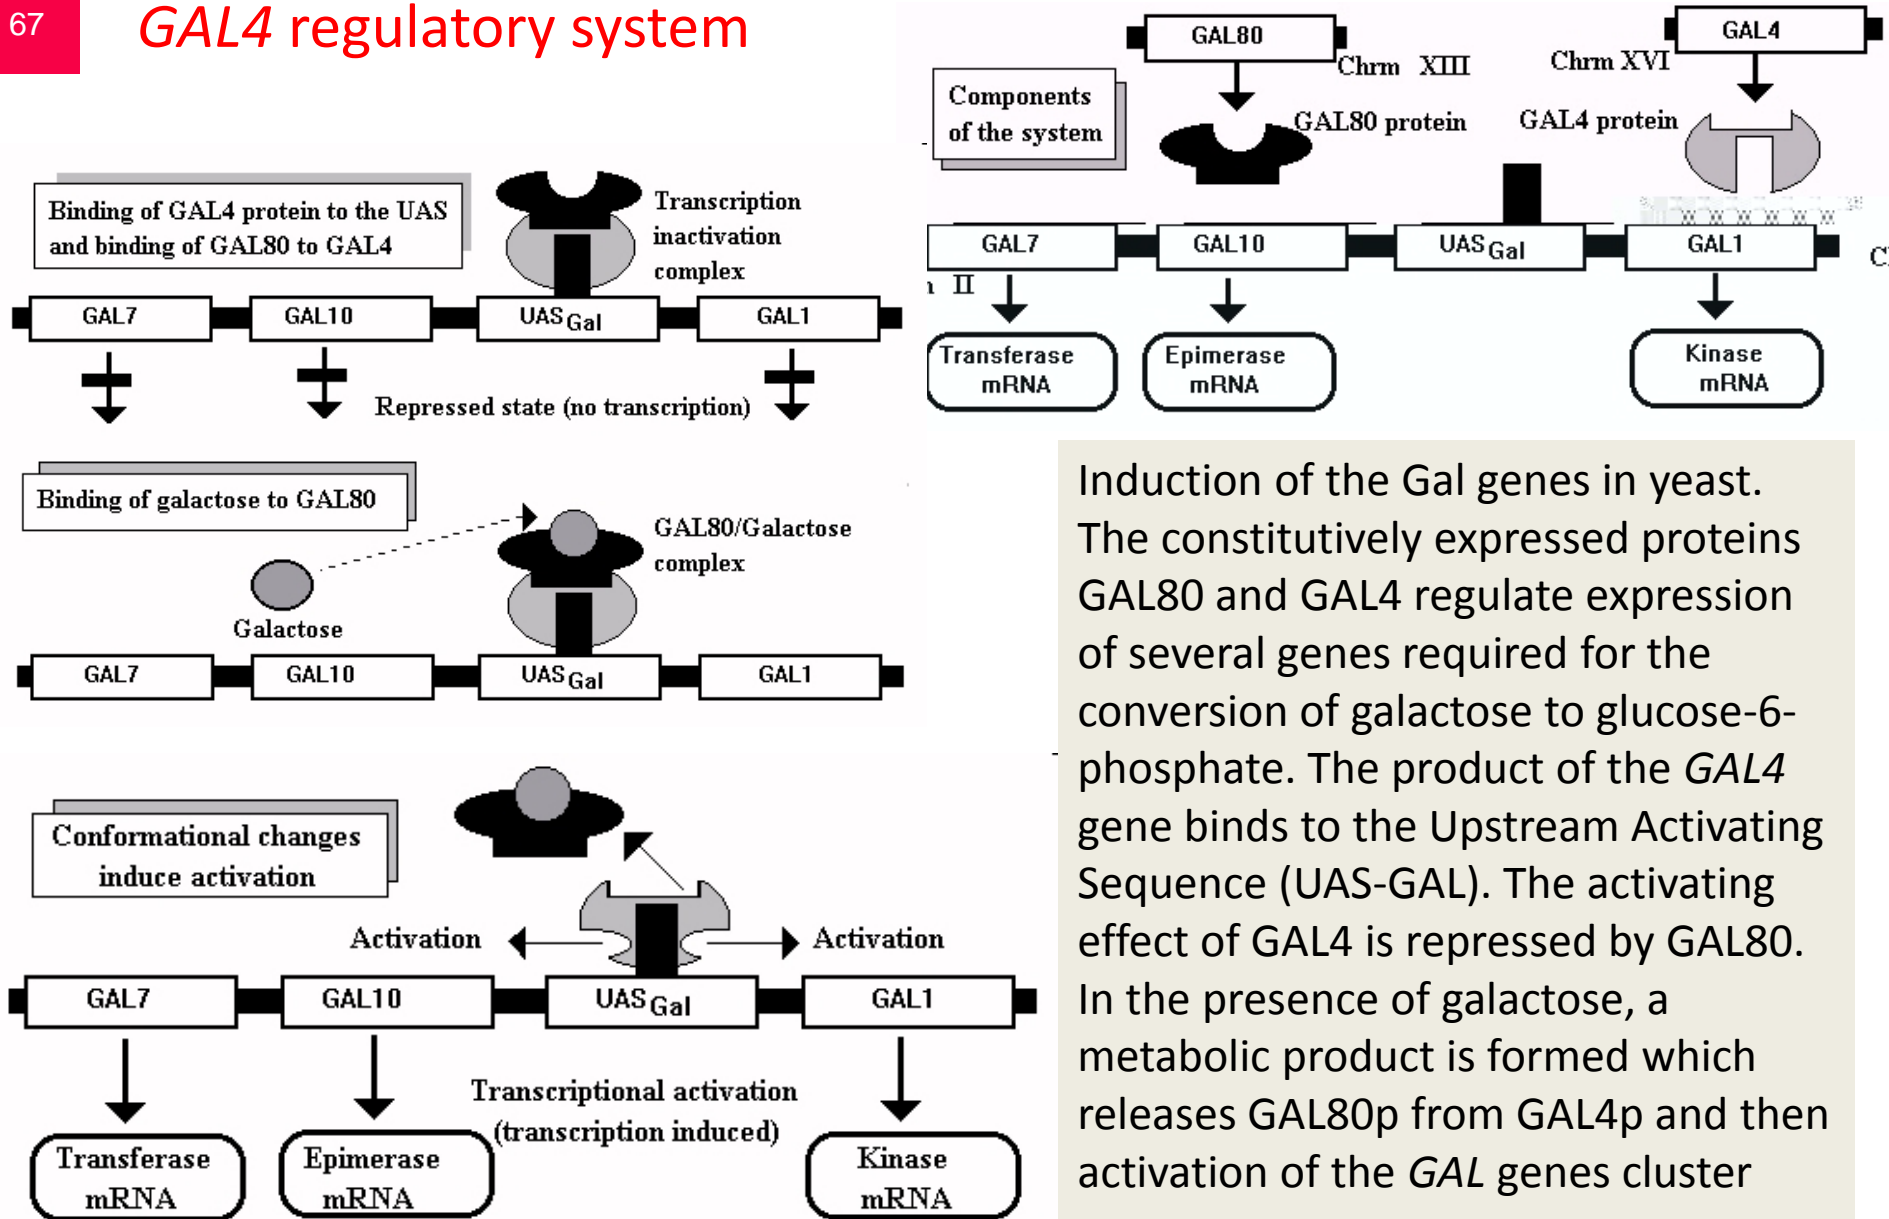 67
GAL4 regulatory system
GAL80
Chrm XIII
GAL80 protein
GAL4
Chrm XVI
GAL4 protein
Components
of the system
GAL7
GAL10
UAS Gal
GAL1
II
Transferase
mRNA
Epimerase
mRNA
Kinase
mRNA
Binding of GAL4 protein to the UAS
and binding of GAL80 to GAL4
Transcription
inactivation
complex
GAL7
GAL10
UAS Gal
GAL1
Repressed state (no transcription)
Binding of galactose to GAL80
GAL80/Galactose
complex
Galactose
GAL7
GAL10
UAS Gal
GAL1
Conformational changes
induce activation
Activation
Activation
GAL7
GAL10
UAS Gal
GAL1
Transcriptional activation
(transcription induced)
Transferase
mRNA
Epimerase
mRNA
Kinase
mRNA
Induction of the Gal genes in yeast.
The constitutively expressed proteins
GAL80 and GAL4 regulate expression
of several genes required for the
conversion of galactose to glucose-6-
phosphate. The product of the GAL4
gene binds to the Upstream Activating
Sequence (UAS-GAL). The activating
effect of GAL4 is repressed by GAL80.
In the presence of galactose, a
metabolic product is formed which
releases GAL80p from GAL4p and then
activation of the GAL genes cluster